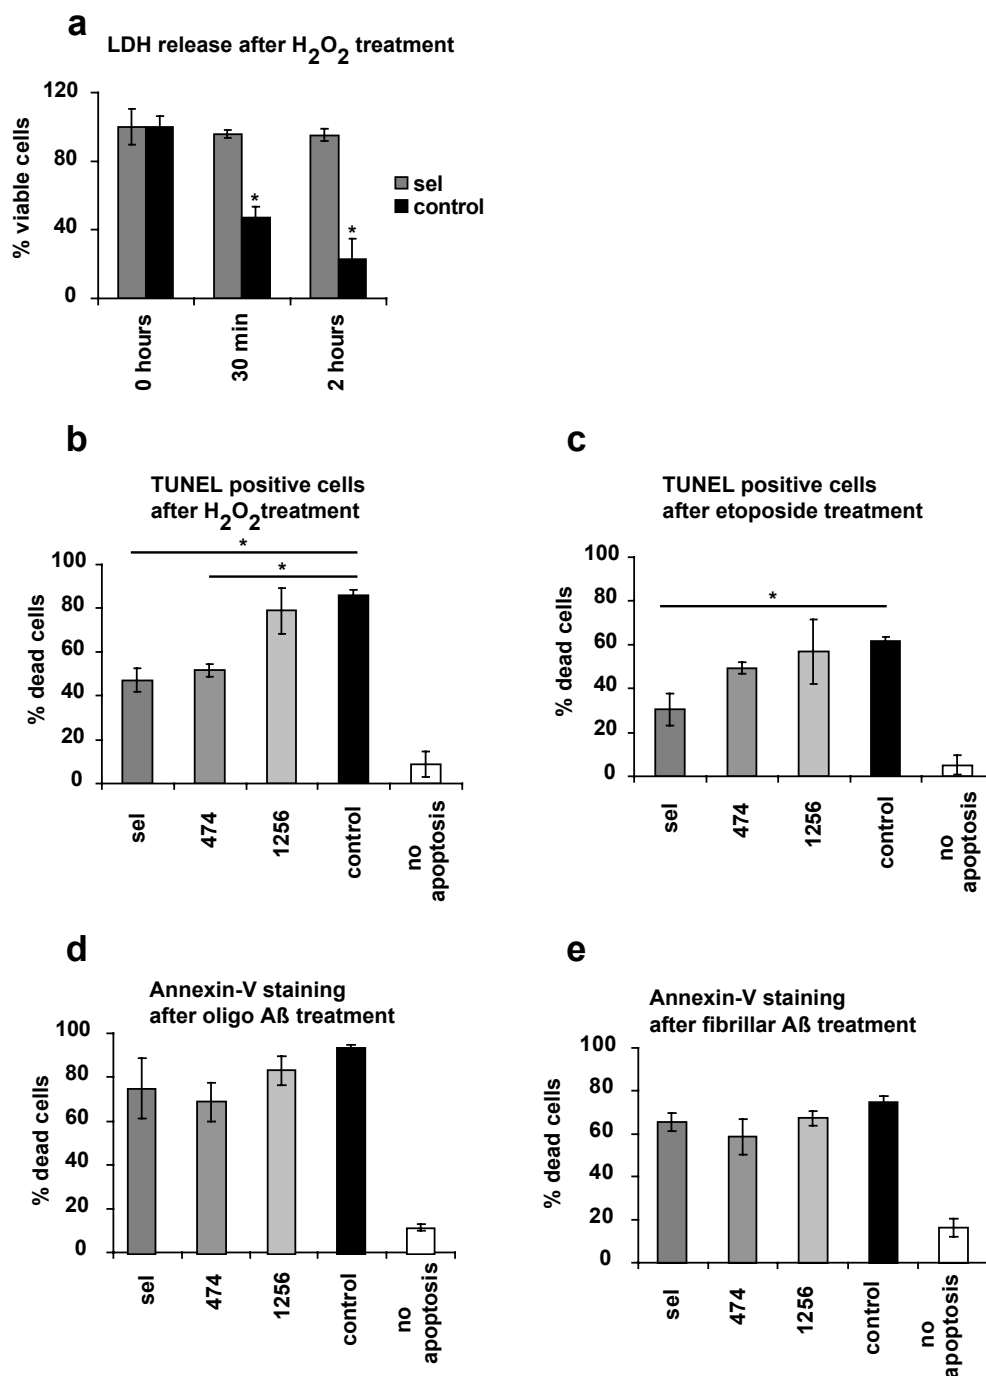 a
LDH release after H2O2 treatment
120
80
40
0
% viable cells
*
*
sel
control
0 hours
30 min
2 hours
b
TUNEL positive cells
after H2O2treatment
*
*
100
80
60
40
20
0
% dead cells
sel
474
1256
control
no
apoptosis
c
TUNEL positive cells
after etoposide treatment
*
100
80
60
40
20
0
% dead cells
sel
474
1256
control
no
apoptosis
d
Annexin-V staining
after oligo Aß treatment
100
80
60
40
20
0
% dead cells
sel
474
1256
control
no
apoptosis
e
Annexin-V staining
after fibrillar Aß treatment
100
80
60
40
20
0
% dead cells
sel
474
1256
control
no
apoptosis